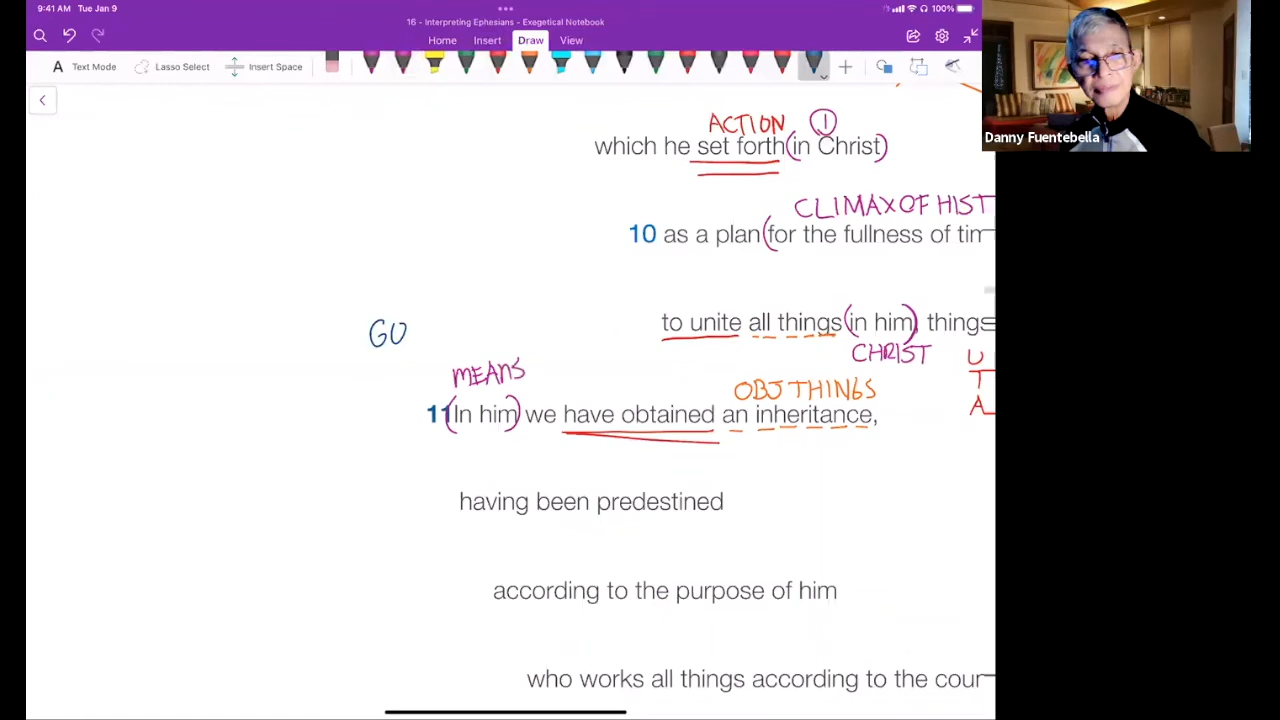 9:41 AM Tue Jan 9
100%
16 - Interpreting Ephesians - Exegetical Notebook
Home Insert Draw View
A Text Mode Lasso Select Insert Space
Danny Fuentebella
ACTION 1
which he set forth (in Christ)
CLIMAX OF HIST
10 as a plan (for the fullness of tim
GO
to unite all things (in him), things
CHRIST
MEANS
OBJ THINGS
U
T
A
11 (In him) we have obtained an inheritance,
having been predestined
according to the purpose of him
who works all things according to the coun